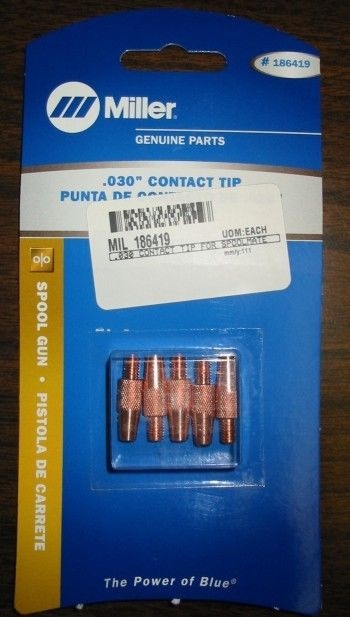 # 186419
Miller®
GENUINE PARTS
.030" CONTACT TIP
PUNTA DE
MIL 186419 UOM:EACH
.030 CONTACT TIP FOR SPOOLMATE
SPOOL GUN • PISTOLA DE CARRETE
The Power of Blue®